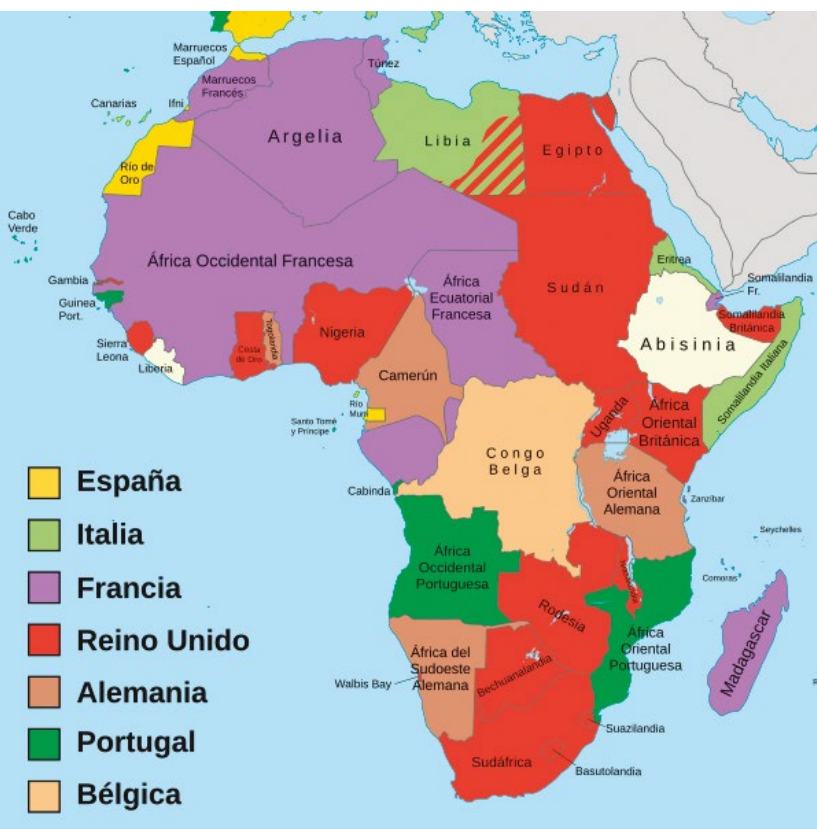 Marruecos
Español
Túnez
Marruecos
Francés
Canarias
Ifni
Argelia
Libia
Egipto
Río de
Oro
Cabo
Verde
África Occidental Francesa
África
Ecuatorial
Francesa
Sudán
Eritrea
Somalilandia
Fr.
Gambia
Guinea
Port.
Somalilandia
Británica
Nigeria
Togolandia
Costa
de Oro
Sierra
Leona
Liberia
Abisinia
Somalilandia Italiana
Camerún
Río
Muni
Santo Tomé
y Príncipe
Uganda
África
Oriental
Británica
Congo
Belga
Cabinda
África
Oriental
Alemana
Zanzíbar
Seychelles
África
Occidental
Portuguesa
Comoras
Rodesia
África
Oriental
Portuguesa
Madagascar
África del
Sudoeste
Alemana
Walbis Bay
Bechuanalandia
Suazilandia
Sudáfrica
Basutolandia
España
Italia
Francia
Reino Unido
Alemania
Portugal
Bélgica